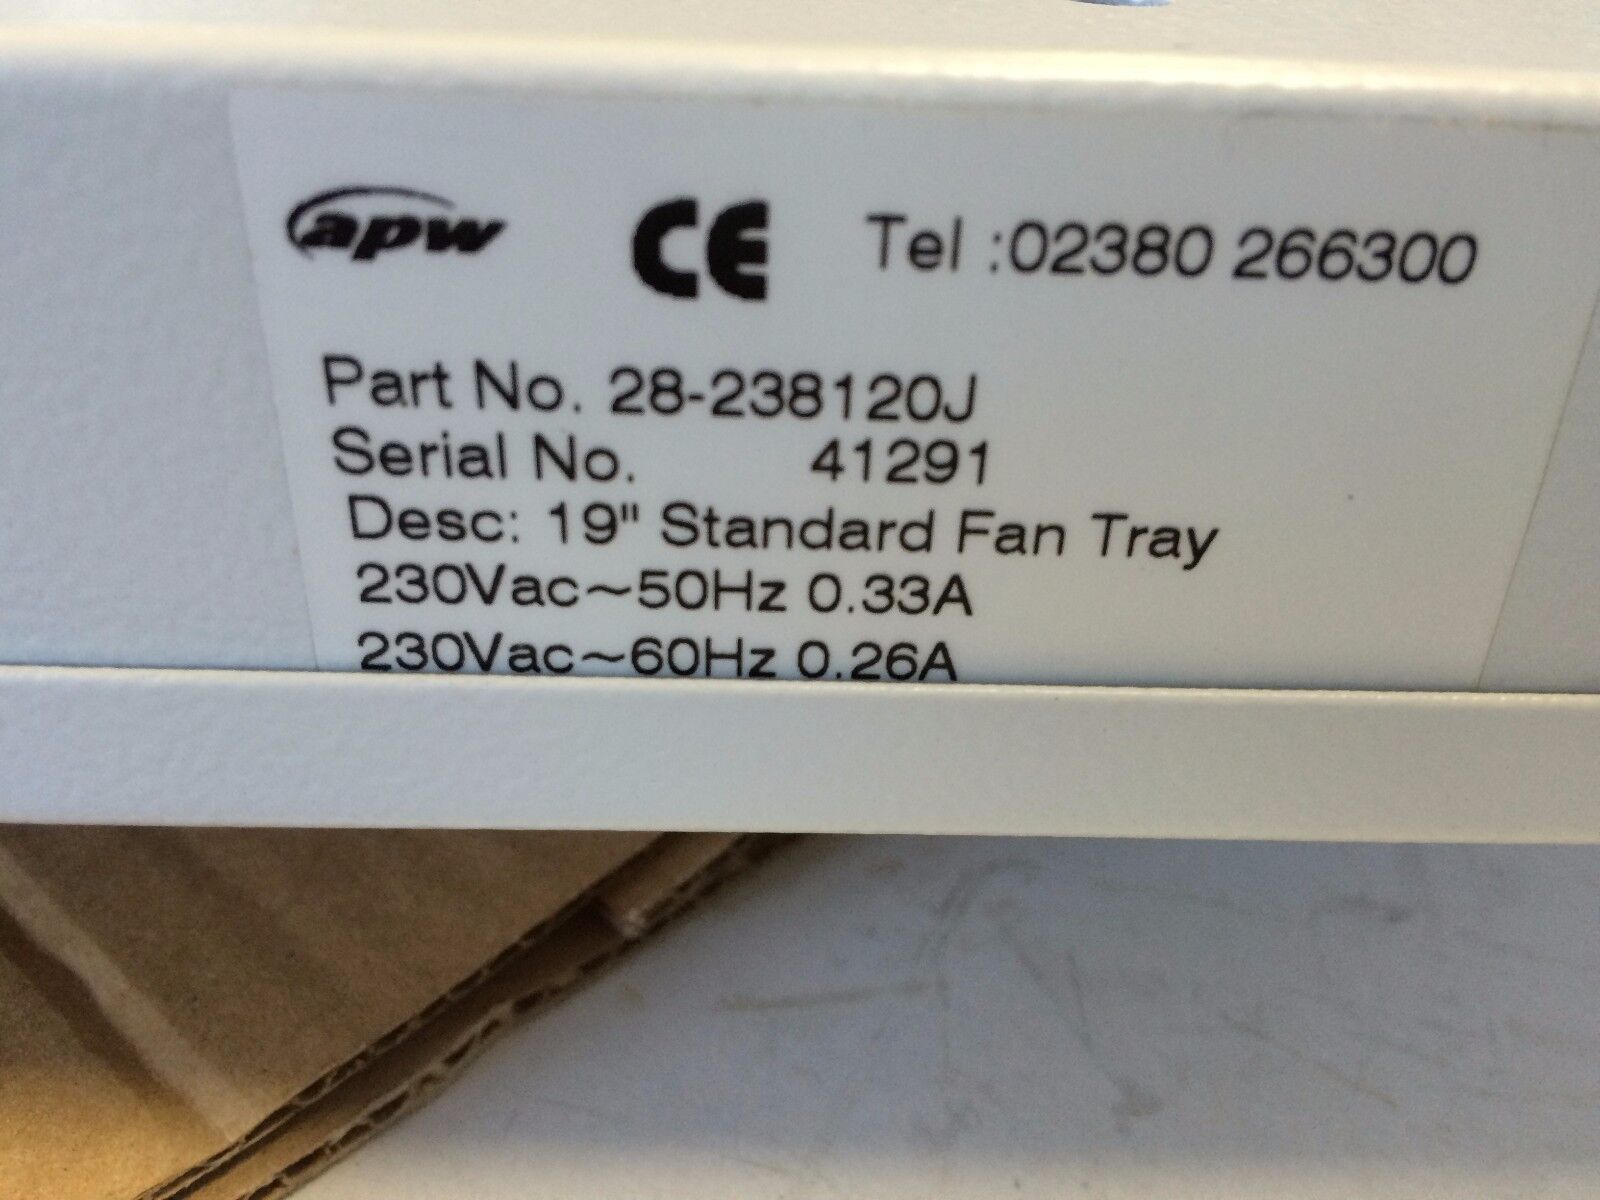 apw CE Tel :02380 266300
Part No. 28-238120J
Serial No. 41291
Desc: 19" Standard Fan Tray
230Vac~50Hz 0.33A
230Vac~60Hz 0.26A